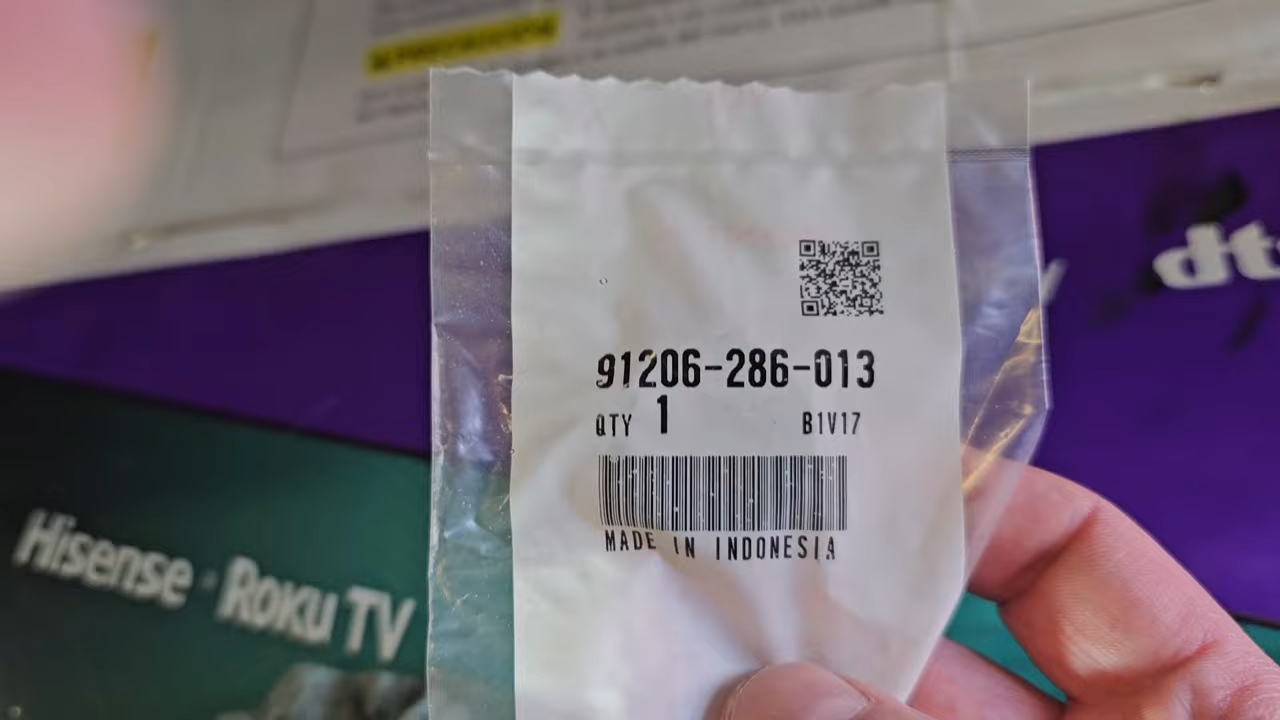 91206-286-013
QTY 1 B1V17
MADE IN INDONESIA
dt
Hisense · Roku TV